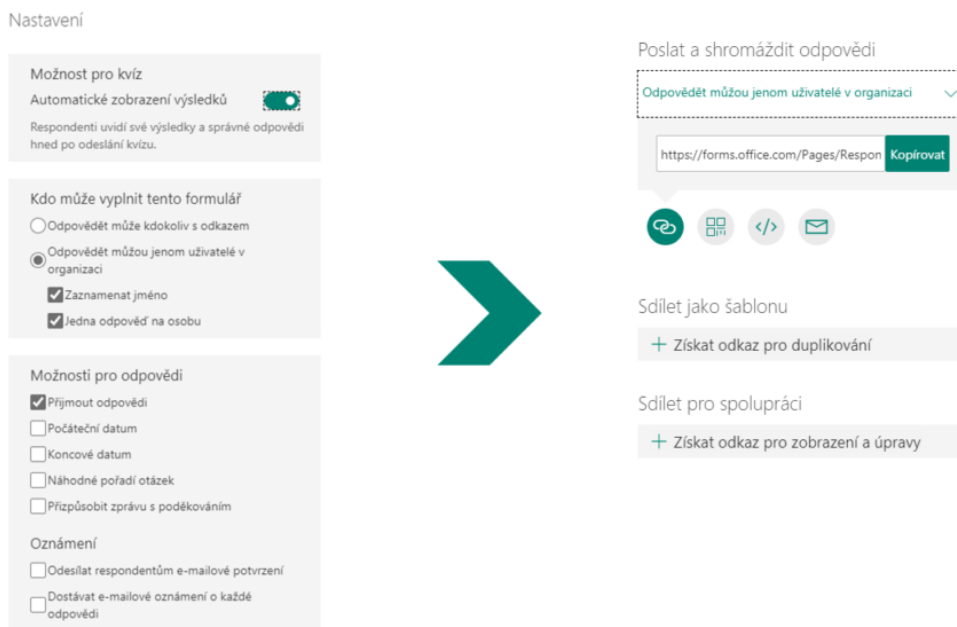 Nastavení
Možnost pro kvíz
Automatické zobrazení výsledků
Respondenti uvidí své výsledky a správné odpovědi
hned po odeslání kvízu.
Kdo může vyplnit tento formulář
Odpovědět může kdokoliv s odkazem
Odpovědět můžou jenom uživatelé v
organizaci
Zaznamenat jméno
Jedna odpověď na osobu
Možnosti pro odpovědi
Přijmout odpovědi
Počáteční datum
Koncové datum
Náhodné pořadí otázek
Přizpůsobit zprávu s poděkováním
Oznámení
Odesílat respondentům e-mailové potvrzení
Dostávat e-mailové oznámení o každé
odpovědi
Poslat a shromáždit odpovědi
Odpovědět můžou jenom uživatelé v organizaci
https://forms.office.com/Pages/Respon Kopírovat
Sdílet jako šablonu
+ Získat odkaz pro duplikování
Sdílet pro spolupráci
+ Získat odkaz pro zobrazení a úpravy